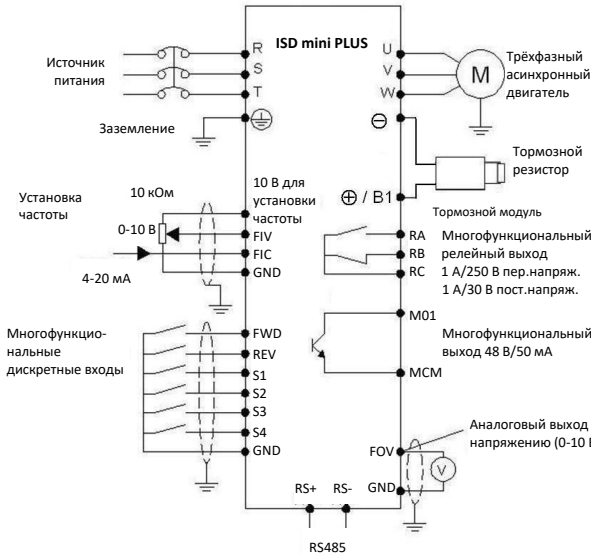 ISD mini PLUS
Источник
питания
R
S
T
U
V
W
M
Трёхфазный
асинхронный
двигатель
Заземление
⊖
Тормозной
резистор
⊕ / B1
Тормозной модуль
Установка
частоты
10 кОм
0-10 В
4-20 мА
10 В для
установки
частоты
FIV
FIC
GND
RA
RB
RC
Многофункциональный
релейный выход
1 А/250 В пер.напряж.
1 А/30 В пост.напряж.
Многофункцио-
нальные
дискретные входы
FWD
REV
S1
S2
S3
S4
GND
M01
MCM
Многофункциональный
выход 48 В/50 мА
Аналоговый выход
напряжению (0-10 В
FOV
V
GND
RS+ RS-
RS485